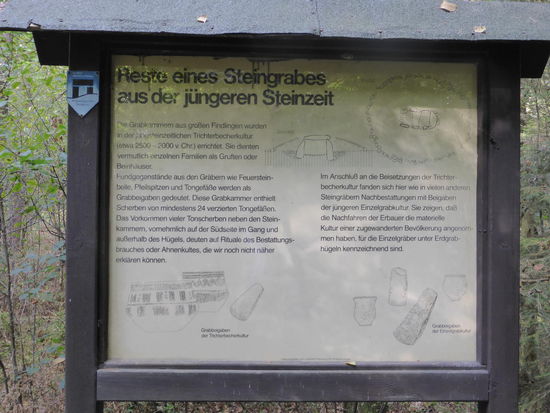 Reste eines Steingrabes
aus der jüngeren Steinzeit
Die Grabkammern aus großen Findlingen wurden
in der jungsteinzeitlichen Trichterbecherkultur
(etwa 2500 - 2000 v. Chr.) errichtet. Sie dienten
vermutlich einzelnen Familien als Gruften oder
Beinhäuser.
Fundgegenstände aus den Gräbern wie Feuerstein-
beile, Pfeilspitzen und Tongefäße werden als
Grabbeigaben gedeutet. Diese Grabkammer enthielt
Scherben von mindestens 24 verzierten Tongefäßen.
Das Vorkommen vieler Tonscherben neben den Stein-
kammern, vornehmlich auf der Südseite im Gang und
außerhalb des Hügels, deuten auf Rituale des Bestattungs-
brauches oder Ahnenkultes, die wir noch nicht näher
erklären können.
Im Anschluß an die Beisetzungen der Trichter-
becherkultur fanden sich hier wie in vielen anderen
Steingräbern Nachbestattungen mit Beigaben
der jüngeren Einzelgrabkultur. Sie zeigen, daß
die Nachfahren der Erbauer die materielle
Kultur einer zugewanderten Bevölkerung angenom-
men haben, für die Einzelgräber unter Erdgrab-
hügeln kennzeichnend sind.
Grabbeigaben
der Trichterbecherkultur
Grabbeigaben
der Einzelgrabkultur